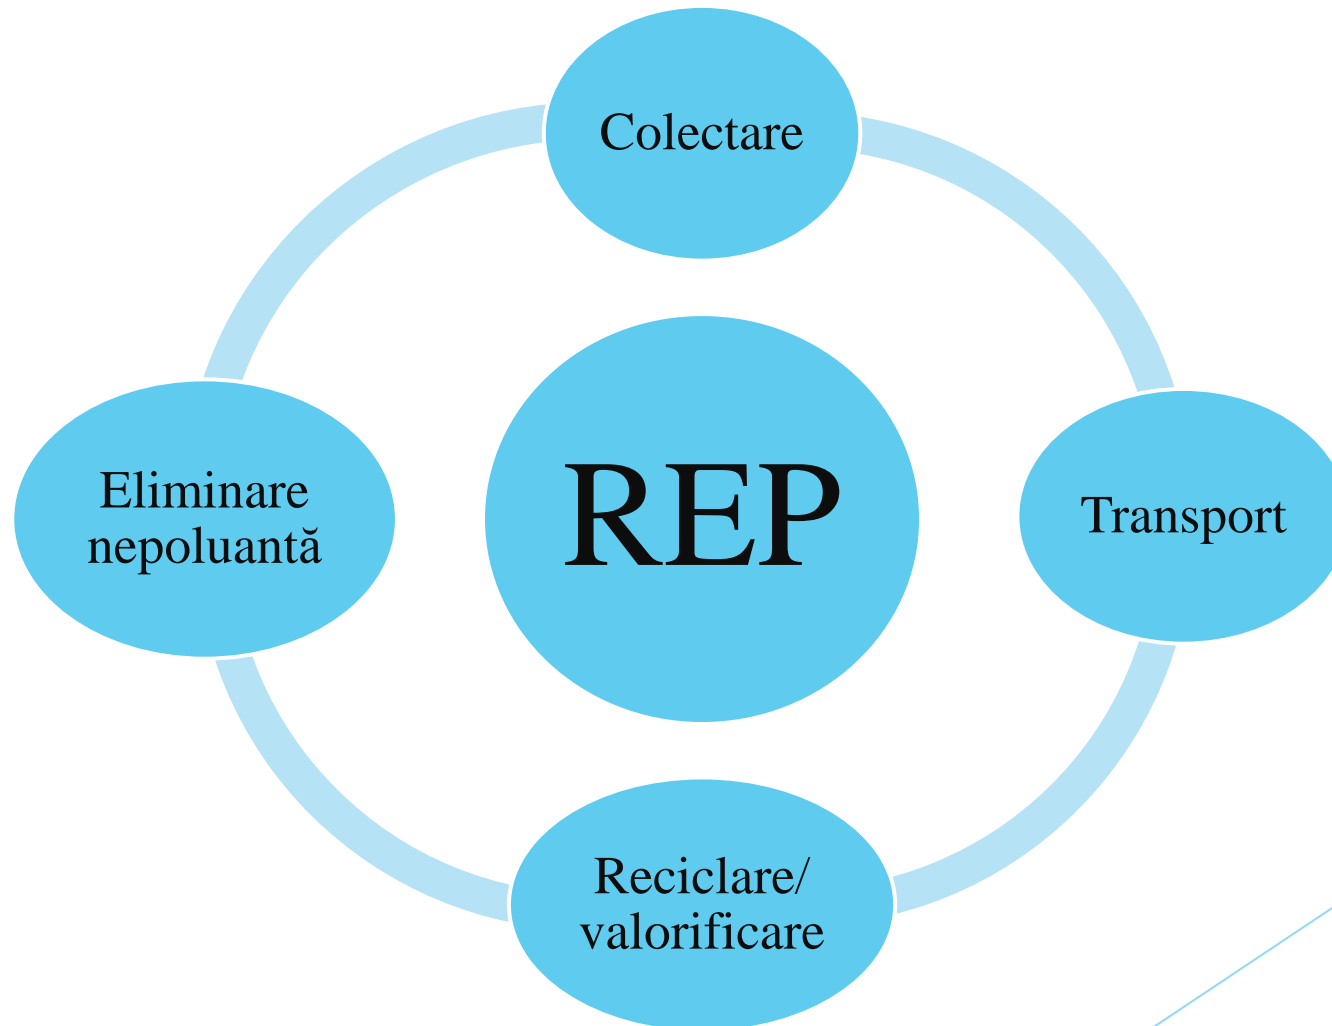 Colectare
Eliminare
nepoluantă
REP
Transport
Reciclare/
valorificare